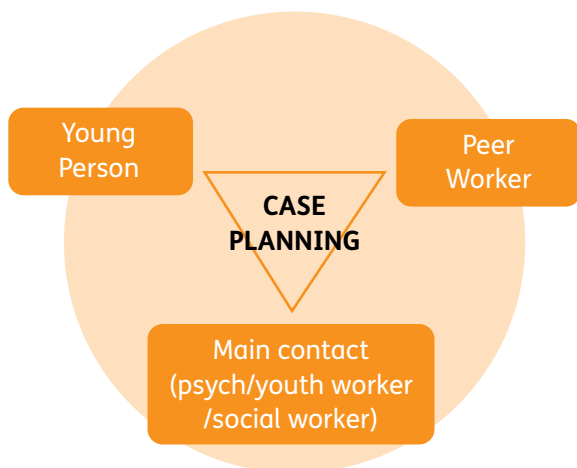 Young
Person
Peer
Worker
CASE
PLANNING
Main contact
(psych/youth worker
/social worker)